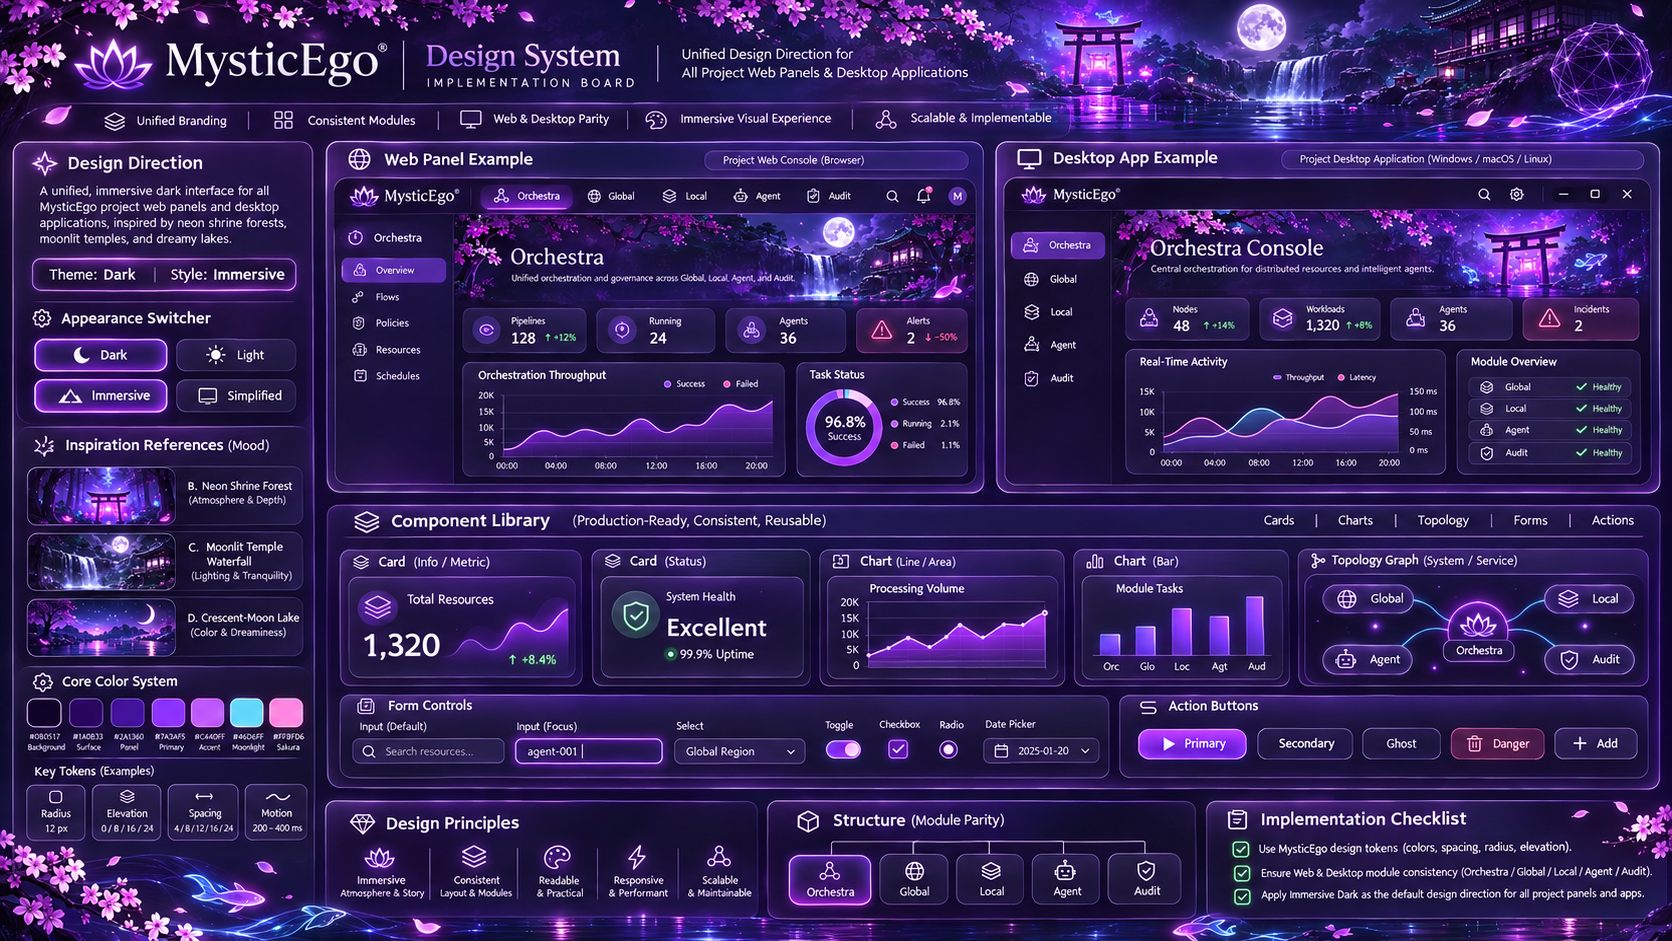 MysticEgo®
Design System
IMPLEMENTATION BOARD
Unified Design Direction for
All Project Web Panels & Desktop Applications
Unified Branding
Consistent Modules
Web & Desktop Parity
Immersive Visual Experience
Scalable & Implementable
Design Direction
A unified, immersive dark interface for all
MysticEgo project web panels and desktop
applications, inspired by neon shrine forests,
moonlit temples, and dreamy lakes.
Theme: Dark | Style: Immersive
Appearance Switcher
Dark
Light
Immersive
Simplified
Inspiration References (Mood)
B. Neon Shrine Forest
(Atmosphere & Depth)
C. Moonlit Temple
Waterfall
(Lighting & Tranquility)
D. Crescent-Moon Lake
(Color & Dreaminess)
Core Color System
#0B0517
Background
#1A0B33
Surface
#2A1360
Panel
#7A3AF5
Primary
#C44DFF
Accent
#46D6FF
Moonlight
Sakura
Key Tokens (Examples)
Radius
12 px
Elevation
0 / 8 / 16 / 24
Spacing
4 / 8 / 12 / 16 / 24
Motion
200 – 400 ms
Web Panel Example
Project Web Console (Browser)
MysticEgo®
Orchestra
Global
Local
Agent
Audit
M
Orchestra
Overview
Flows
Policies
Resources
Schedules
Orchestra
Unified orchestration and governance across Global, Local, Agent, and Audit.
Pipelines
128 ↑ +12%
Running
24
Agents
36
Alerts
2 ↓ −50%
Orchestration Throughput
Success
Failed
20K
15K
10K
5K
0
00:00 04:00 08:00 12:00 16:00 20:00
Task Status
96.8%
Success
Success 96.8%
Running 2.1%
Failed 1.1%
Desktop App Example
Project Desktop Application (Windows / macOS / Linux)
MysticEgo®
Orchestra
Global
Local
Agent
Audit
Orchestra Console
Central orchestration for distributed resources and intelligent agents.
Nodes
48 ↑ +14%
Workloads
1,320 ↑ +8%
Agents
36
Incidents
2
Real-Time Activity
Throughput
Latency
15K
10K
5K
0
150 ms
100 ms
50 ms
0 ms
00:00 04:00 08:00 12:00 16:00 20:00
Module Overview
Global Healthy
Local Healthy
Agent Healthy
Audit Healthy
Component Library (Production-Ready, Consistent, Reusable)
Cards | Charts | Topology | Forms | Actions
Card (Info / Metric)
Total Resources
1,320
↑ +8.4%
Card (Status)
System Health
Excellent
99.9% Uptime
Chart (Line / Area)
Processing Volume
20K
15K
10K
5K
0
Chart (Bar)
Module Tasks
Orc Glo Loc Agt Aud
Topology Graph (System / Service)
Global
Local
Orchestra
Agent
Audit
Form Controls
Input (Default)
Search resources...
Input (Focus)
agent-001
Select
Global Region
Toggle
Checkbox
Radio
Date Picker
2025-01-20
Action Buttons
Primary
Secondary
Ghost
Danger
Add
Design Principles
Immersive
Atmosphere & Story
Consistent
Layout & Modules
Readable
& Practical
Responsive
& Performant
Scalable
& Maintainable
Structure (Module Parity)
Orchestra
Global
Local
Agent
Audit
Implementation Checklist
Use MysticEgo design tokens (colors, spacing, radius, elevation).
Ensure Web & Desktop module consistency (Orchestra / Global / Local / Agent / Audit).
Apply Immersive Dark as the default design direction for all project panels and apps.